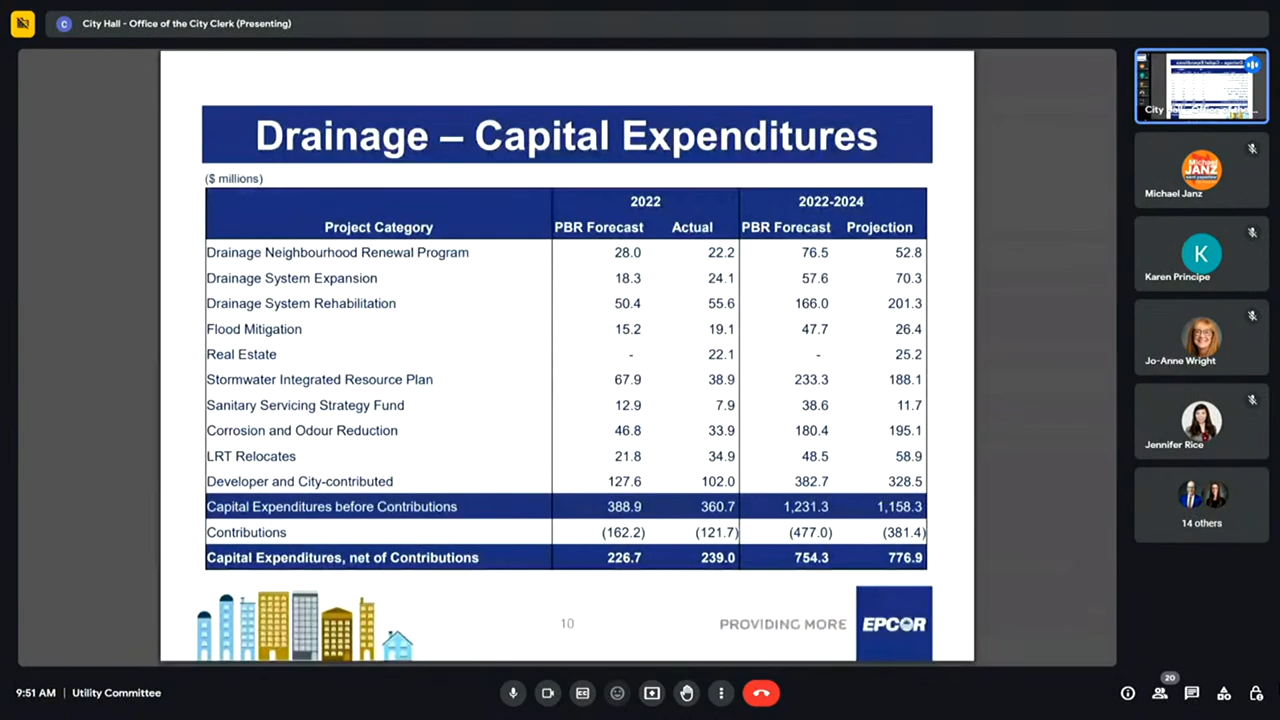 City Hall - Office of the City Clerk (Presenting)
Drainage – Capital Expenditures
($ millions)
2022 2022-2024
Project Category PBR Forecast Actual PBR Forecast Projection
Drainage Neighbourhood Renewal Program 28.0 22.2 76.5 52.8
Drainage System Expansion 18.3 24.1 57.6 70.3
Drainage System Rehabilitation 50.4 55.6 166.0 201.3
Flood Mitigation 15.2 19.1 47.7 26.4
Real Estate - 22.1 - 25.2
Stormwater Integrated Resource Plan 67.9 38.9 233.3 188.1
Sanitary Servicing Strategy Fund 12.9 7.9 38.6 11.7
Corrosion and Odour Reduction 46.8 33.9 180.4 195.1
LRT Relocates 21.8 34.9 48.5 58.9
Developer and City-contributed 127.6 102.0 382.7 328.5
Capital Expenditures before Contributions 388.9 360.7 1,231.3 1,158.3
Contributions (162.2) (121.7) (477.0) (381.4)
Capital Expenditures, net of Contributions 226.7 239.0 754.3 776.9
10
PROVIDING MORE EPCOR
Michael JANZ
Michael Janz
K
Karen Principe
Jo-Anne Wright
Jennifer Rice
14 others
9:51 AM | Utility Committee
20